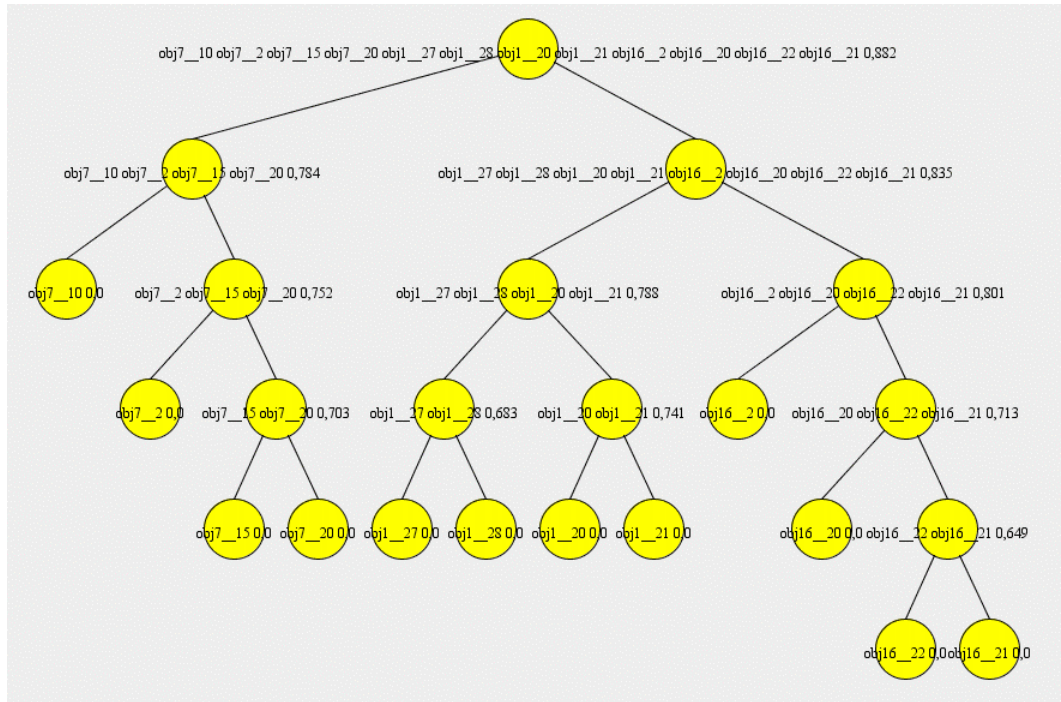 obj7__10 obj7__2 obj7__15 obj7__20 obj1__27 obj1__28 obj1__20 obj1__21 obj16__2 obj16__20 obj16__22 obj16__21 0,882
obj7__10 obj7__2 obj7__15 obj7__20 0,784
obj1__27 obj1__28 obj1__20 obj1__21 obj16__2 obj16__20 obj16__22 obj16__21 0,835
obj7__10 0,0
obj7__2 obj7__15 obj7__20 0,752
obj1__27 obj1__28 obj1__20 obj1__21 0,788
obj16__2 obj16__20 obj16__22 obj16__21 0,801
obj7__2 0,0
obj7__15 obj7__20 0,703
obj1__27 obj1__28 0,683
obj1__20 obj1__21 0,741
obj16__2 0,0
obj16__20 obj16__22 obj16__21 0,713
obj7__15 0,0
obj7__20 0,0
obj1__27 0,0
obj1__28 0,0
obj1__20 0,0
obj1__21 0,0
obj16__20 0,0
obj16__22 obj16__21 0,649
obj16__22 0,0
obj16__21 0,0